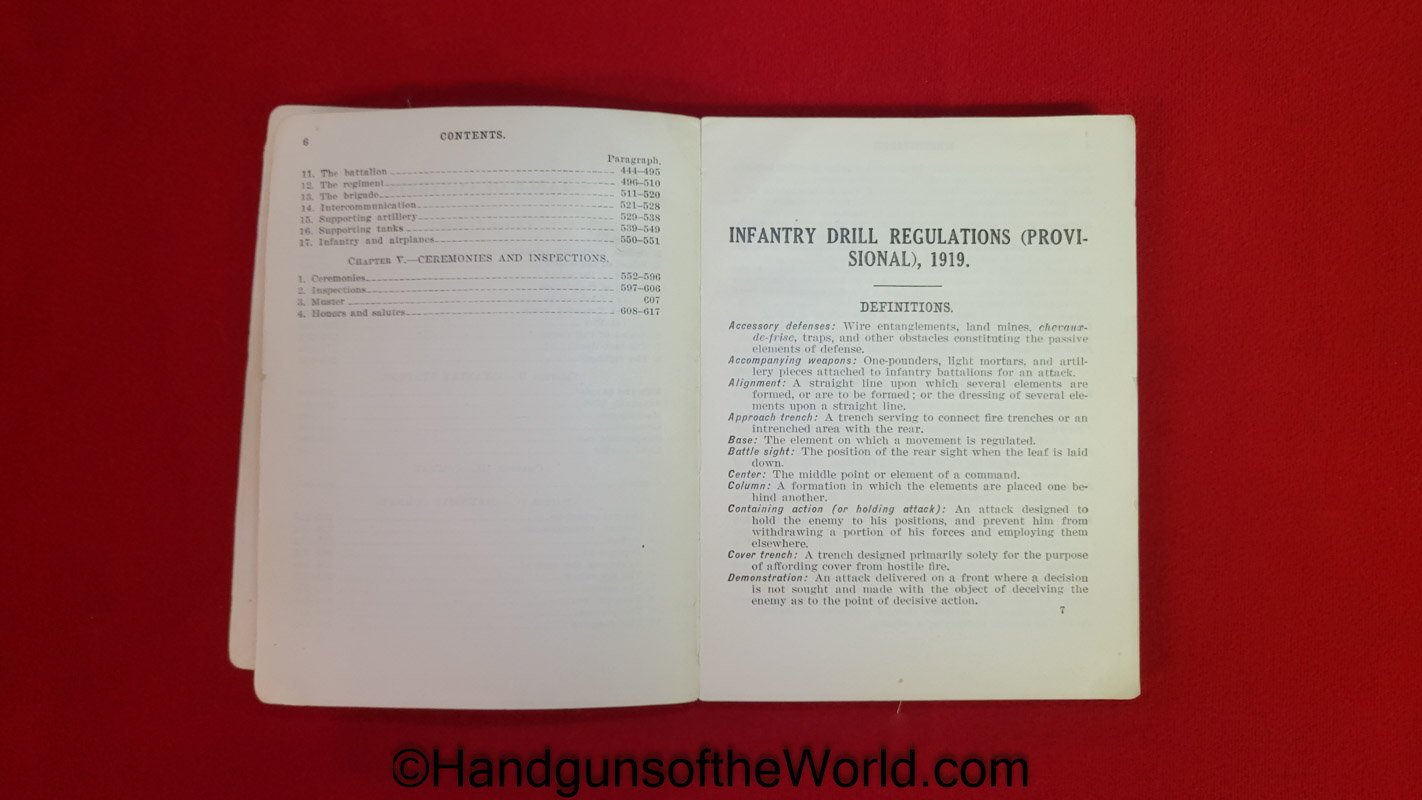 6
CONTENTS.
Paragraph.
11. The battalion 444–495
12. The regiment 496–510
13. The brigade 511–520
14. Intercommunication 521–528
15. Supporting artillery 529–538
16. Supporting tanks 539–549
17. Infantry and airplanes 550–551
CHAPTER V.—CEREMONIES AND INSPECTIONS.
1. Ceremonies 552–596
2. Inspections 597–606
3. Muster 607
4. Honors and salutes 608–617
INFANTRY DRILL REGULATIONS (PROVI-
SIONAL), 1919.
DEFINITIONS.
Accessory defenses: Wire entanglements, land mines, chevaux-
de-frise, traps, and other obstacles constituting the passive
elements of defense.
Accompanying weapons: One-pounders, light mortars, and artil-
lery pieces attached to infantry battalions for an attack.
Alignment: A straight line upon which several elements are
formed, or are to be formed; or the dressing of several ele-
ments upon a straight line.
Approach trench: A trench serving to connect fire trenches or an
intrenched area with the rear.
Base: The element on which a movement is regulated.
Battle sight: The position of the rear sight when the leaf is laid
down.
Center: The middle point or element of a command.
Column: A formation in which the elements are placed one be-
hind another.
Containing action (or holding attack): An attack designed to
hold the enemy to his positions, and prevent him from
withdrawing a portion of his forces and employing them
elsewhere.
Cover trench: A trench designed primarily solely for the purpose
of affording cover from hostile fire.
Demonstration: An attack delivered on a front where a decision
is not sought and made with the object of deceiving the
enemy as to the point of decisive action.
7
©HandgunsoftheWorld.com